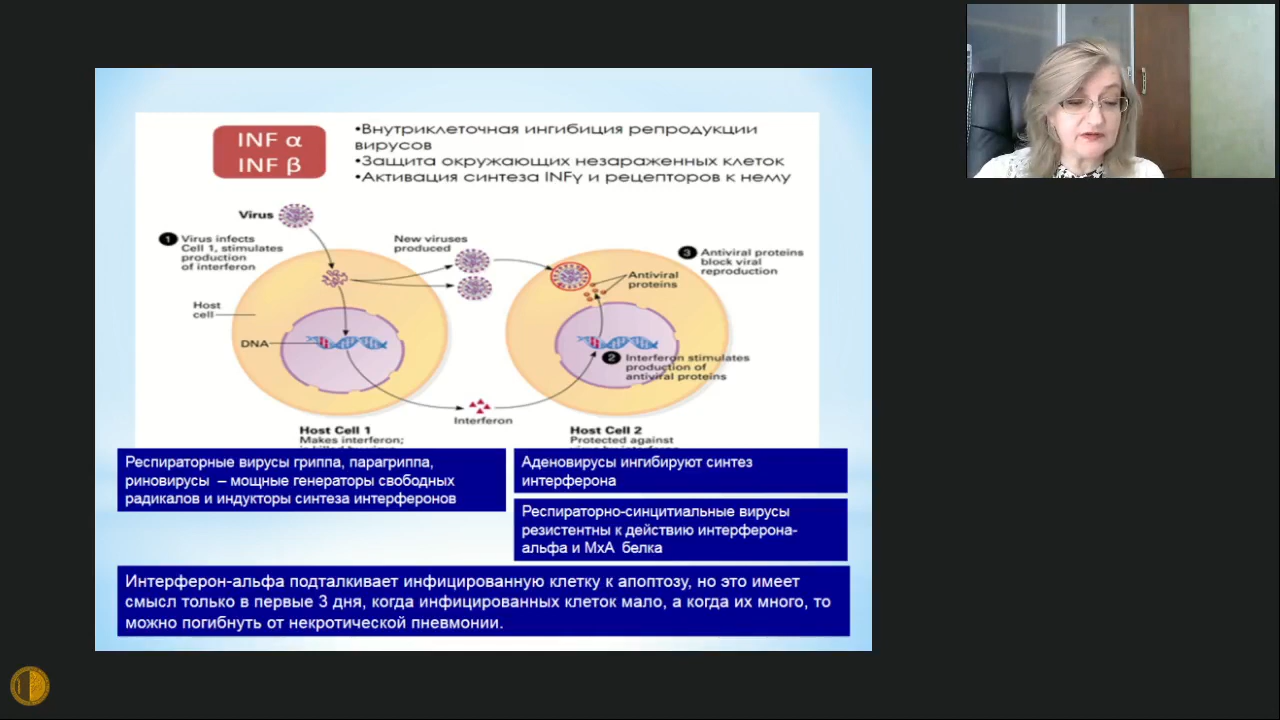 INF α
INF β
•Внутриклеточная ингибиция репродукции
вирусов
•Защита окружающих незараженных клеток
•Активация синтеза INFγ и рецепторов к нему
Virus
1 Virus infects
Cell 1, stimulates
production
of interferon
New viruses
produced
3 Antiviral proteins
block viral
reproduction
Antiviral
proteins
Host
cell
DNA
2 Interferon stimulates
production of
antiviral proteins
Interferon
Host Cell 1
Makes interferon;
Host Cell 2
Protected against
Респираторные вирусы гриппа, парагриппа,
риновирусы – мощные генераторы свободных
радикалов и индукторы синтеза интерферонов
Аденовирусы ингибируют синтез
интерферона
Респираторно-синцитиальные вирусы
резистентны к действию интерферона-
альфа и МхА белка
Интерферон-альфа подталкивает инфицированную клетку к апоптозу, но это имеет
смысл только в первые 3 дня, когда инфицированных клеток мало, а когда их много, то
можно погибнуть от некротической пневмонии.